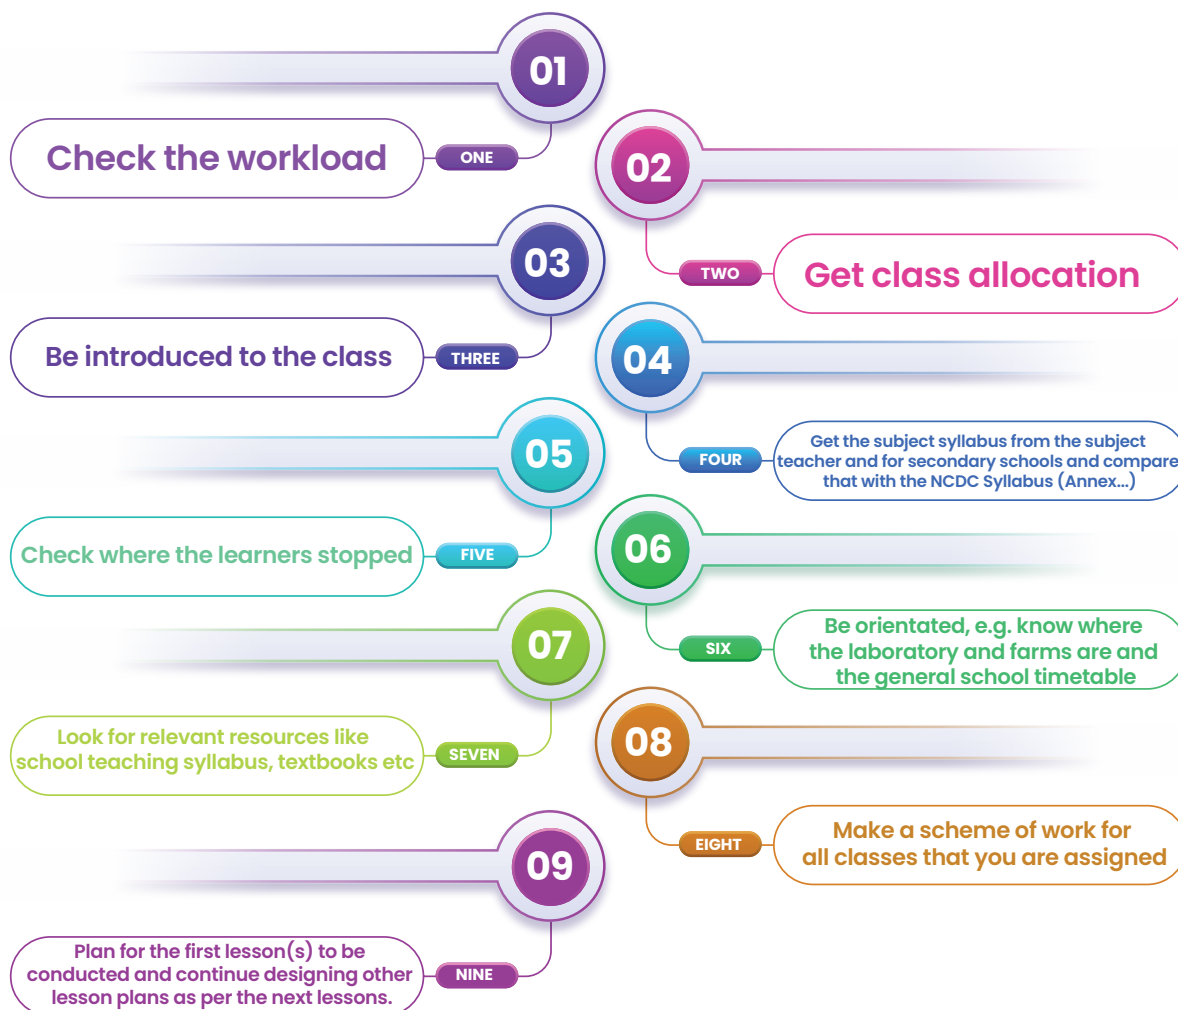 01
Check the workload
ONE
02
TWO
Get class allocation
03
Be introduced to the class
THREE
04
FOUR
Get the subject syllabus from the subject
teacher and for secondary schools and compare
that with the NCDC Syllabus (Annex...)
05
Check where the learners stopped
FIVE
06
SIX
Be orientated, e.g. know where
the laboratory and farms are and
the general school timetable
07
Look for relevant resources like
school teaching syllabus, textbooks etc
SEVEN
08
EIGHT
Make a scheme of work for
all classes that you are assigned
09
Plan for the first lesson(s) to be
conducted and continue designing other
lesson plans as per the next lessons.
NINE